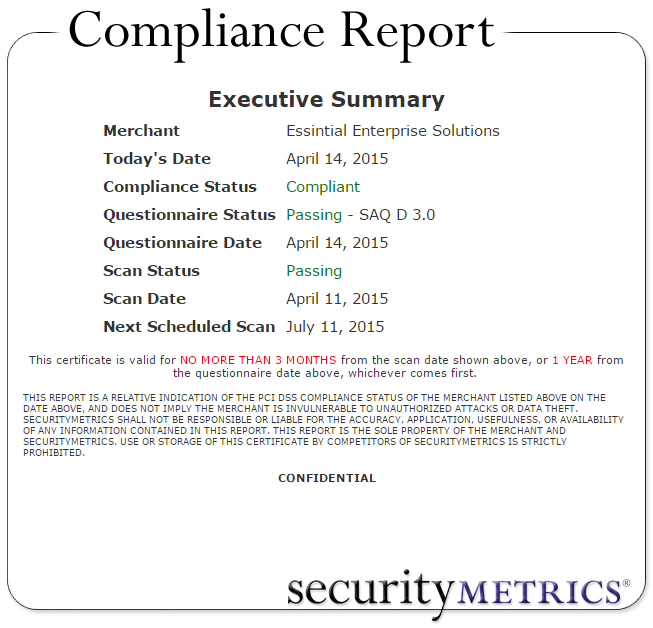 Compliance Report
Executive Summary
Merchant Essintial Enterprise Solutions
Today's Date April 14, 2015
Compliance Status Compliant
Questionnaire Status Passing - SAQ D 3.0
Questionnaire Date April 14, 2015
Scan Status Passing
Scan Date April 11, 2015
Next Scheduled Scan July 11, 2015
This certificate is valid for NO MORE THAN 3 MONTHS from the scan date shown above, or 1 YEAR from
the questionnaire date above, whichever comes first.
THIS REPORT IS A RELATIVE INDICATION OF THE PCI DSS COMPLIANCE STATUS OF THE MERCHANT LISTED ABOVE ON THE
DATE ABOVE, AND DOES NOT IMPLY THE MERCHANT IS INVULNERABLE TO UNAUTHORIZED ATTACKS OR DATA THEFT.
SECURITYMETRICS SHALL NOT BE RESPONSIBLE OR LIABLE FOR THE ACCURACY, APPLICATION, USEFULNESS, OR AVAILABILITY
OF ANY INFORMATION CONTAINED IN THIS REPORT. THIS REPORT IS THE SOLE PROPERTY OF THE MERCHANT AND
SECURITYMETRICS. USE OR STORAGE OF THIS CERTIFICATE BY COMPETITORS OF SECURITYMETRICS IS STRICTLY
PROHIBITED.
CONFIDENTIAL
securityMETRICS®